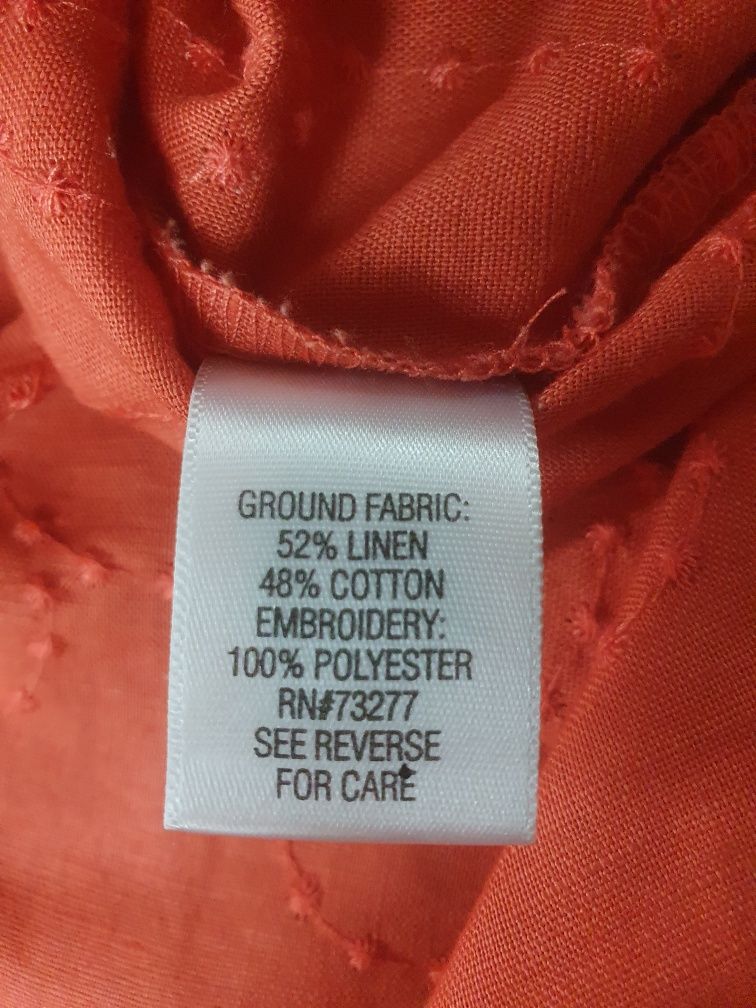 GROUND FABRIC:
52% LINEN
48% COTTON
EMBROIDERY:
100% POLYESTER
RN#73277
SEE REVERSE
FOR CARE